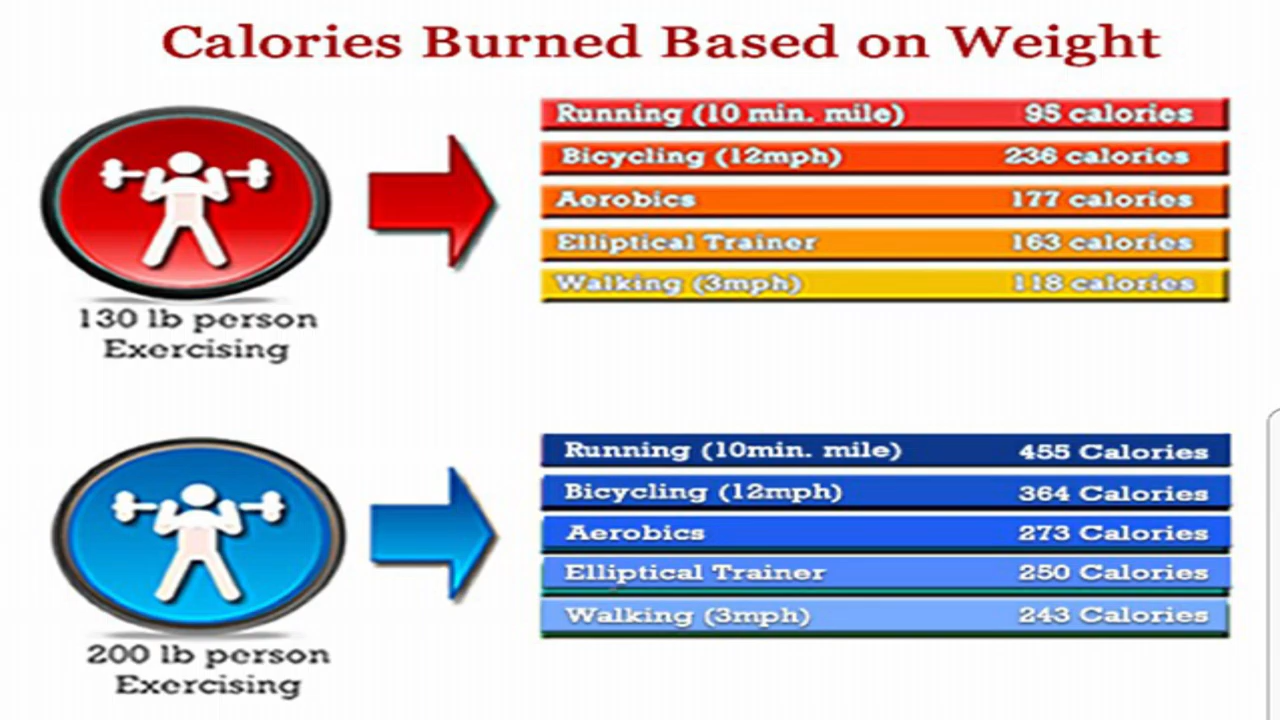 Calories Burned Based on Weight
Running (10 min. mile) 95 calories
Bicycling (12mph) 236 calories
Aerobics 177 calories
Elliptical Trainer 163 calories
Walking (3mph) 118 calories
130 lb person
Exercising
Running (10min. mile) 455 Calories
Bicycling (12mph) 364 Calories
Aerobics 273 Calories
Elliptical Trainer 250 Calories
Walking (3mph) 243 Calories
200 lb person
Exercising